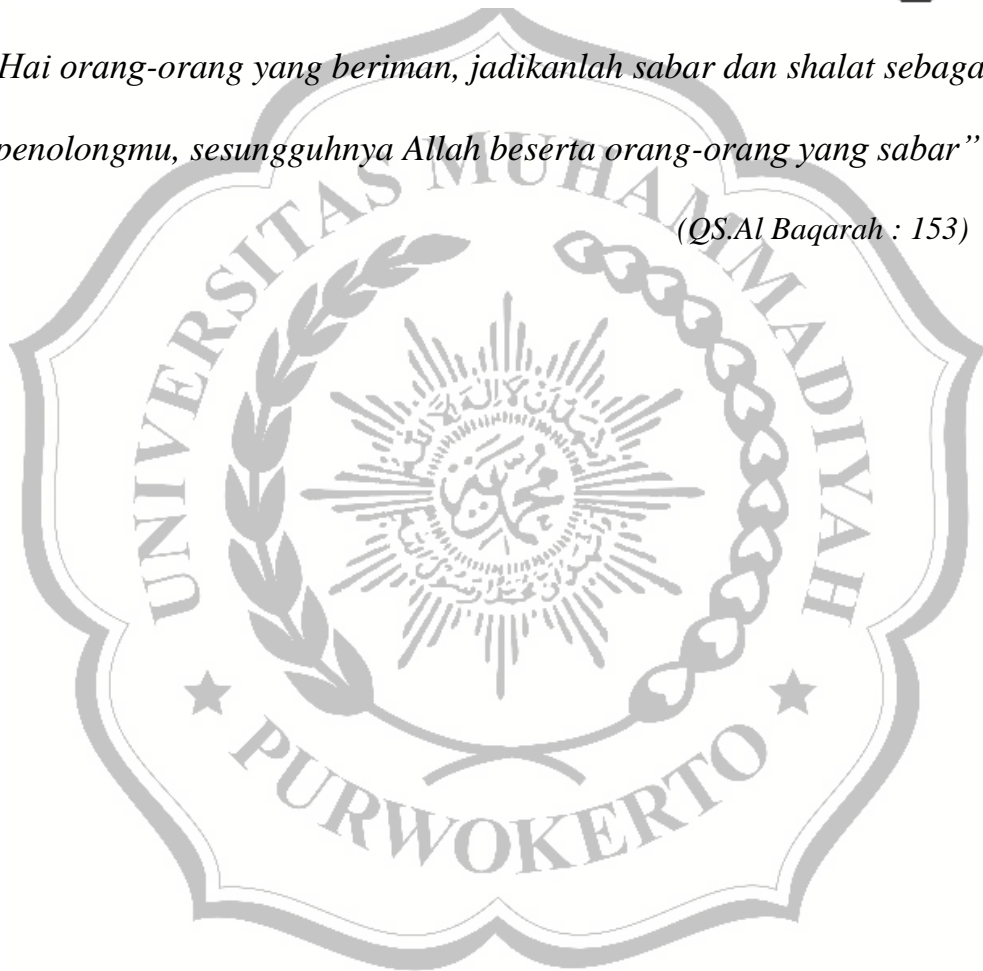 Hai orang-orang yang beriman, jadikanlah sabar dan shalat sebaga
penolongmu, sesungguhnya Allah beserta orang-orang yang sabar”
(QS.Al Baqarah : 153)
UNIVERSITAS MUHAMMADIYAH
PURWOKERTO
محمد